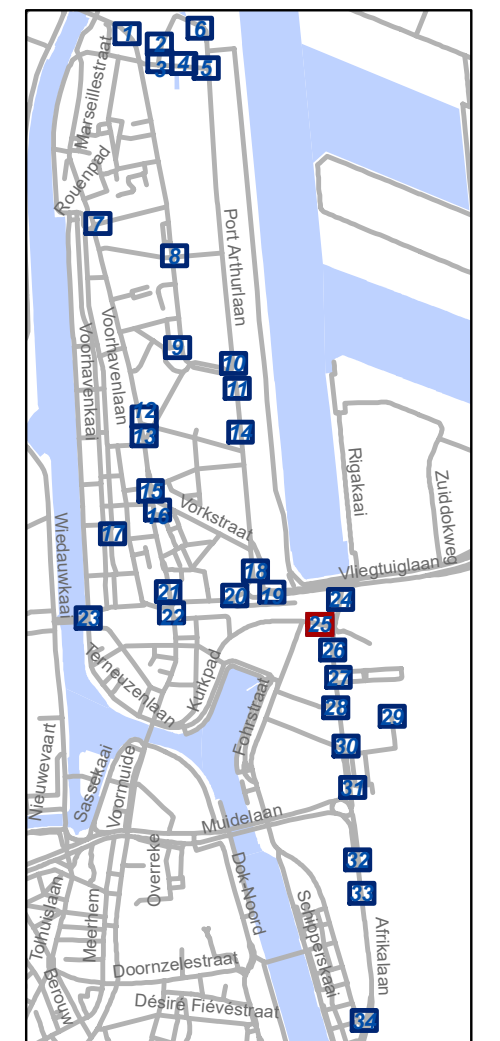 1
2
6
3
4
5
Marseillestraat
Rouenpad
7
Port Arthurlaan
8
Voorhavenkaai
Voorhavenlaan
9
10
11
12
13
14
15
16
Vorkstraat
17
Rigakaai
Zuiddokweg
Wiedauwkaai
Vliegtuiglaan
18
19
20
21
22
23
24
25
26
27
28
29
30
31
Terneuzenlaan
Kurkpad
Fohrstraat
Nieuwevaart
Sassekaai
Voormuide
Muidelaan
Overreke
32
33
Dok-Noord
Schipperskaai
Afrikalaan
Tolhuislaan
Meerhem
Berouw
Doornzelestraat
Désiré Fiévéstraat
34